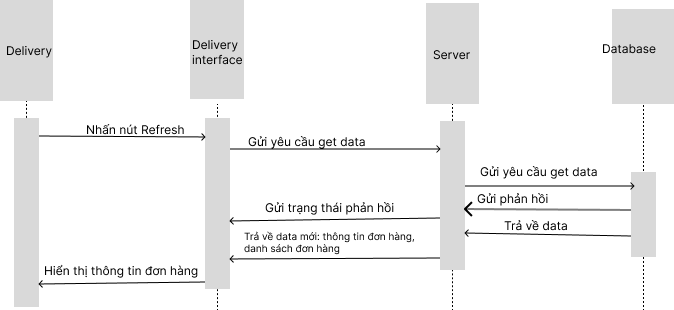 Delivery
Delivery
interface
Server
Database
Nhấn nút Refresh
Gửi yêu cầu get data
Gửi yêu cầu get data
Gửi phản hồi
Gửi trạng thái phản hồi
Trả về data
Trả về data mới: thông tin đơn hàng,
danh sách đơn hàng
Hiển thị thông tin đơn hàng